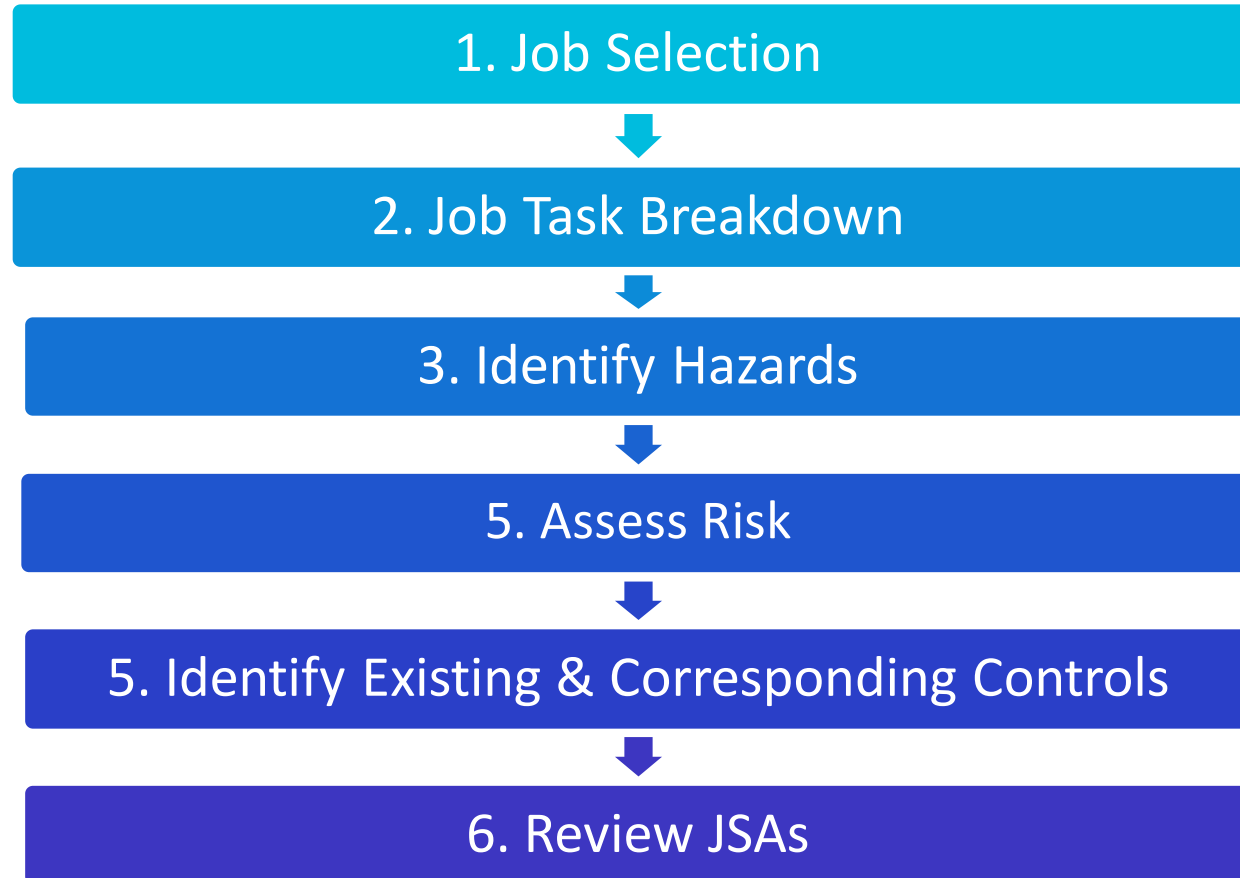 1. Job Selection
2. Job Task Breakdown
3. Identify Hazards
5. Assess Risk
5. Identify Existing & Corresponding Controls
6. Review JSAs